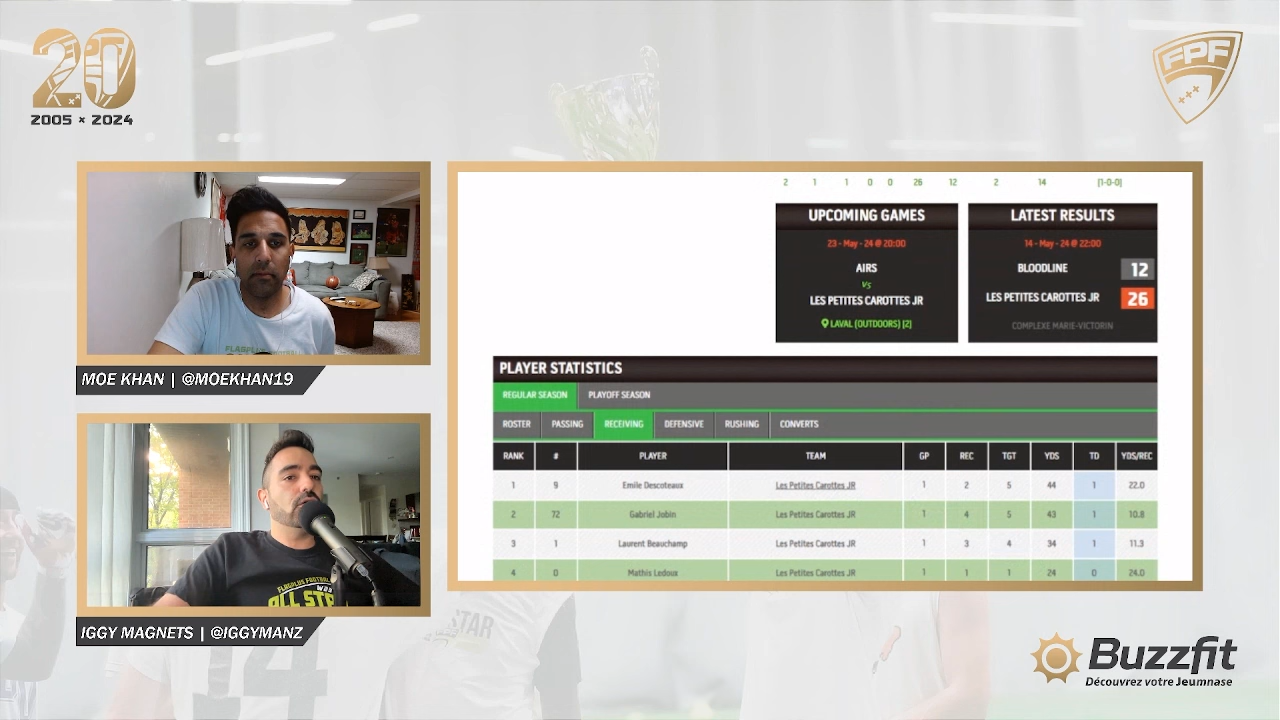 20
2005 × 2024
FPF
2 1 1 0 0 26 12 2 14 (1-0-0)
UPCOMING GAMES
23 - May - 24 @ 20:00
AIRS
VS
LES PETITES CAROTTES JR
LAVAL (OUTDOORS) [2]
LATEST RESULTS
14 - May - 24 @ 22:00
BLOODLINE 12
LES PETITES CAROTTES JR 26
COMPLEXE MARIE-VICTORIN
MOE KHAN | @MOEKHAN19
PLAYER STATISTICS
REGULAR SEASON PLAYOFF SEASON
ROSTER PASSING RECEIVING DEFENSIVE RUSHING CONVERTS
RANK # PLAYER TEAM GP REC TGT YDS TD YDS/REC
1 9 Emile Descoteaux Les Petites Carottes JR 1 2 5 44 1 22.0
2 72 Gabriel Jobin Les Petites Carottes JR 1 4 5 43 1 10.8
3 1 Laurent Beauchamp Les Petites Carottes JR 1 3 4 34 1 11.3
4 0 Mathis Ledoux Les Petites Carottes JR 1 1 1 24 0 24.0
FLAGPLUS FOOTBALL
ALL STA
IGGY MAGNETS | @IGGYMANZ
STAR
14
Buzzfit
Découvrez votre Jeumnase